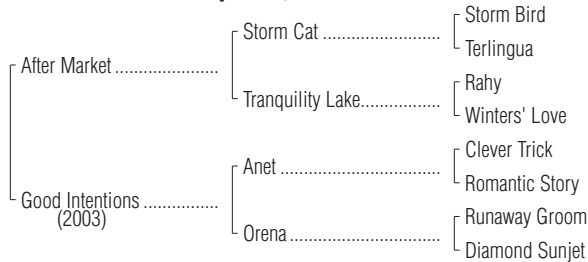 Storm Bird
Storm Cat ........................
Terlingua
After Market .....................
Rahy
Tranquility Lake................
Winters' Love
Clever Trick
Anet .................................
Romantic Story
Good Intentions ...............
(2003)
Runaway Groom
Orena ..............................
Diamond Sunjet